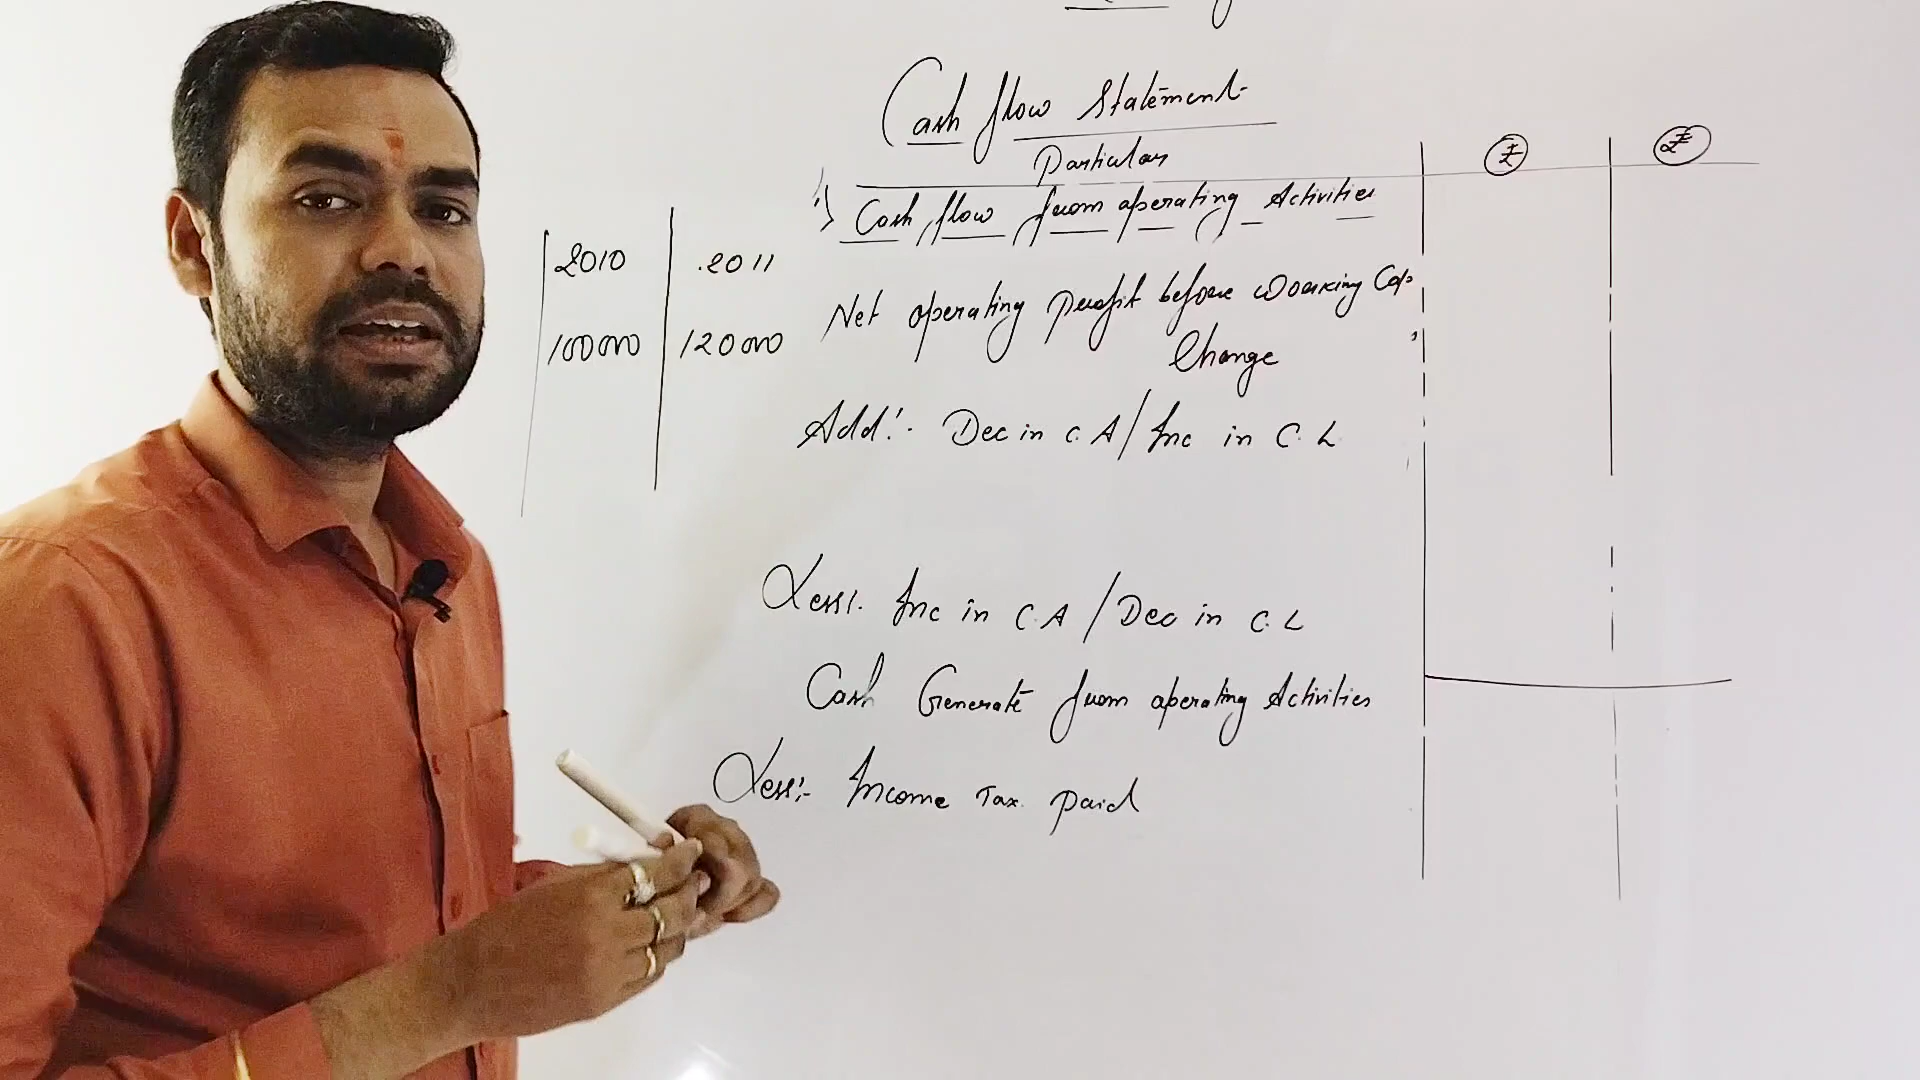 Cash flow Statement
Particulars
₹ ₹
1) Cash flow from operating Activities
2010 2011
Net operating profit before working Cap
100000 120000
Change
Add:- Dec in C.A/Inc in C.L
Less:- Inc in C.A/Dec in C.L
Cash Generate from operating Activities
Less:- Income Tax Paid